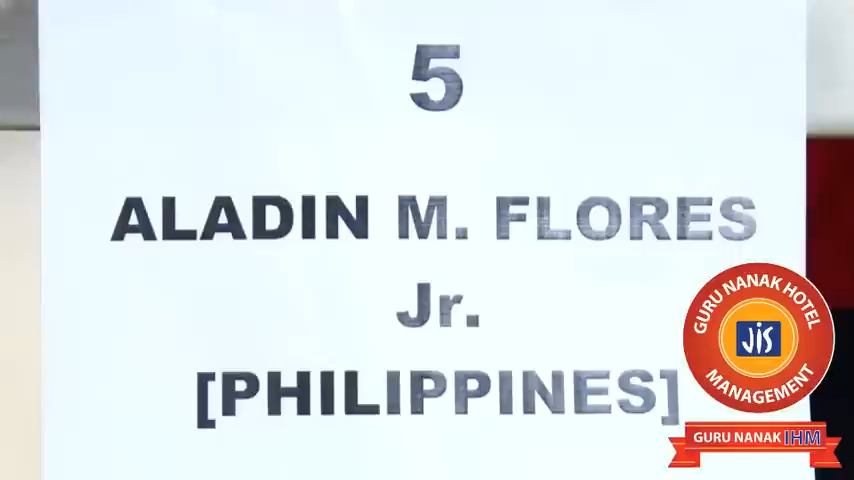 5
ALADIN M. FLORES
Jr.
[PHILIPPINES]
GURU NANAK HOTEL
JIS
MANAGEMENT
GURU NANAK IHM